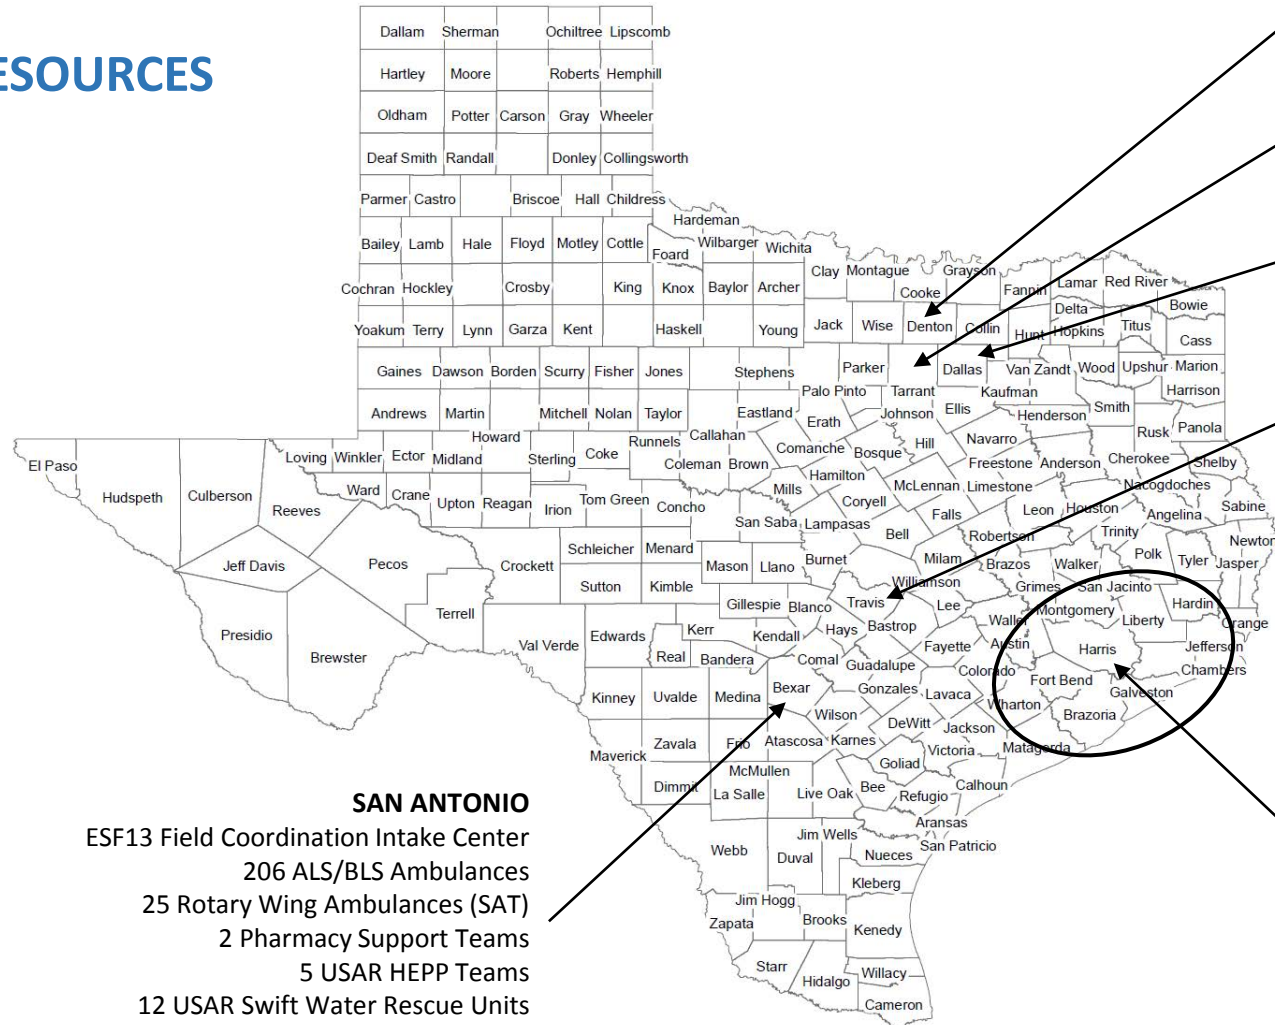 ESOURCES
Dallam Sherman Ochiltree Lipscomb
Hartley Moore Roberts Hemphill
Oldham Potter Carson Gray Wheeler
Deaf Smith Randall Donley Collingsworth
Parmer Castro Briscoe Hall Childress
Hardeman
Bailey Lamb Hale Floyd Motley Cottle Foard Wilbarger Wichita
Clay Montague Cooke Grayson Fannin Lamar Red River Bowie
Cochran Hockley Crosby King Knox Baylor Archer
Delta
Yoakum Terry Lynn Garza Kent Haskell Young Jack Wise Denton Collin Hunt Hopkins Titus Cass
Gaines Dawson Borden Scurry Fisher Jones Stephens Parker Dallas Van Zandt Wood Upshur Marion
Palo Pinto Tarrant Kaufman Harrison
Andrews Martin Mitchell Nolan Taylor Eastland Erath Johnson Ellis Henderson Smith
Rusk Panola
El Paso Loving Winkler Ector Midland Howard Sterling Coke Runnels Callahan Coleman Brown Comanche Bosque Hill Navarro
Freestone Anderson Cherokee Shelby
Hudspeth Culberson Reeves Ward Crane Upton Reagan Irion Tom Green Concho Mills Hamilton McLennan Limestone Nacogdoches
Coryell Falls Leon Houston Angelina Sabine
San Saba Lampasas Bell Robertson Trinity Newton
Jeff Davis Pecos Crockett Schleicher Menard Mason Llano Burnet Milam Brazos Walker Polk Tyler Jasper
Sutton Kimble Williamson Grimes San Jacinto
Presidio Brewster Terrell Val Verde Edwards Gillespie Blanco Travis Lee Montgomery Liberty Hardin
Kerr Kendall Hays Bastrop Waller Orange
Real Bandera Comal Guadalupe Fayette Austin Harris Jefferson
Colorado Chambers
Kinney Uvalde Medina Bexar Gonzales Lavaca Fort Bend Galveston
Wilson Wharton Brazoria
DeWitt Jackson
Maverick Zavala Frio Atascosa Karnes Victoria Matagorda
Goliad
Dimmit McMullen La Salle Live Oak Bee Refugio Calhoun
Aransas
San Patricio
Webb Duval Jim Wells Nueces
Kleberg
Zapata Jim Hogg Brooks Kenedy
Starr Hidalgo Willacy
Cameron
SAN ANTONIO
ESF13 Field Coordination Intake Center
206 ALS/BLS Ambulances
25 Rotary Wing Ambulances (SAT)
2 Pharmacy Support Teams
5 USAR HEPP Teams
12 USAR Swift Water Rescue Units